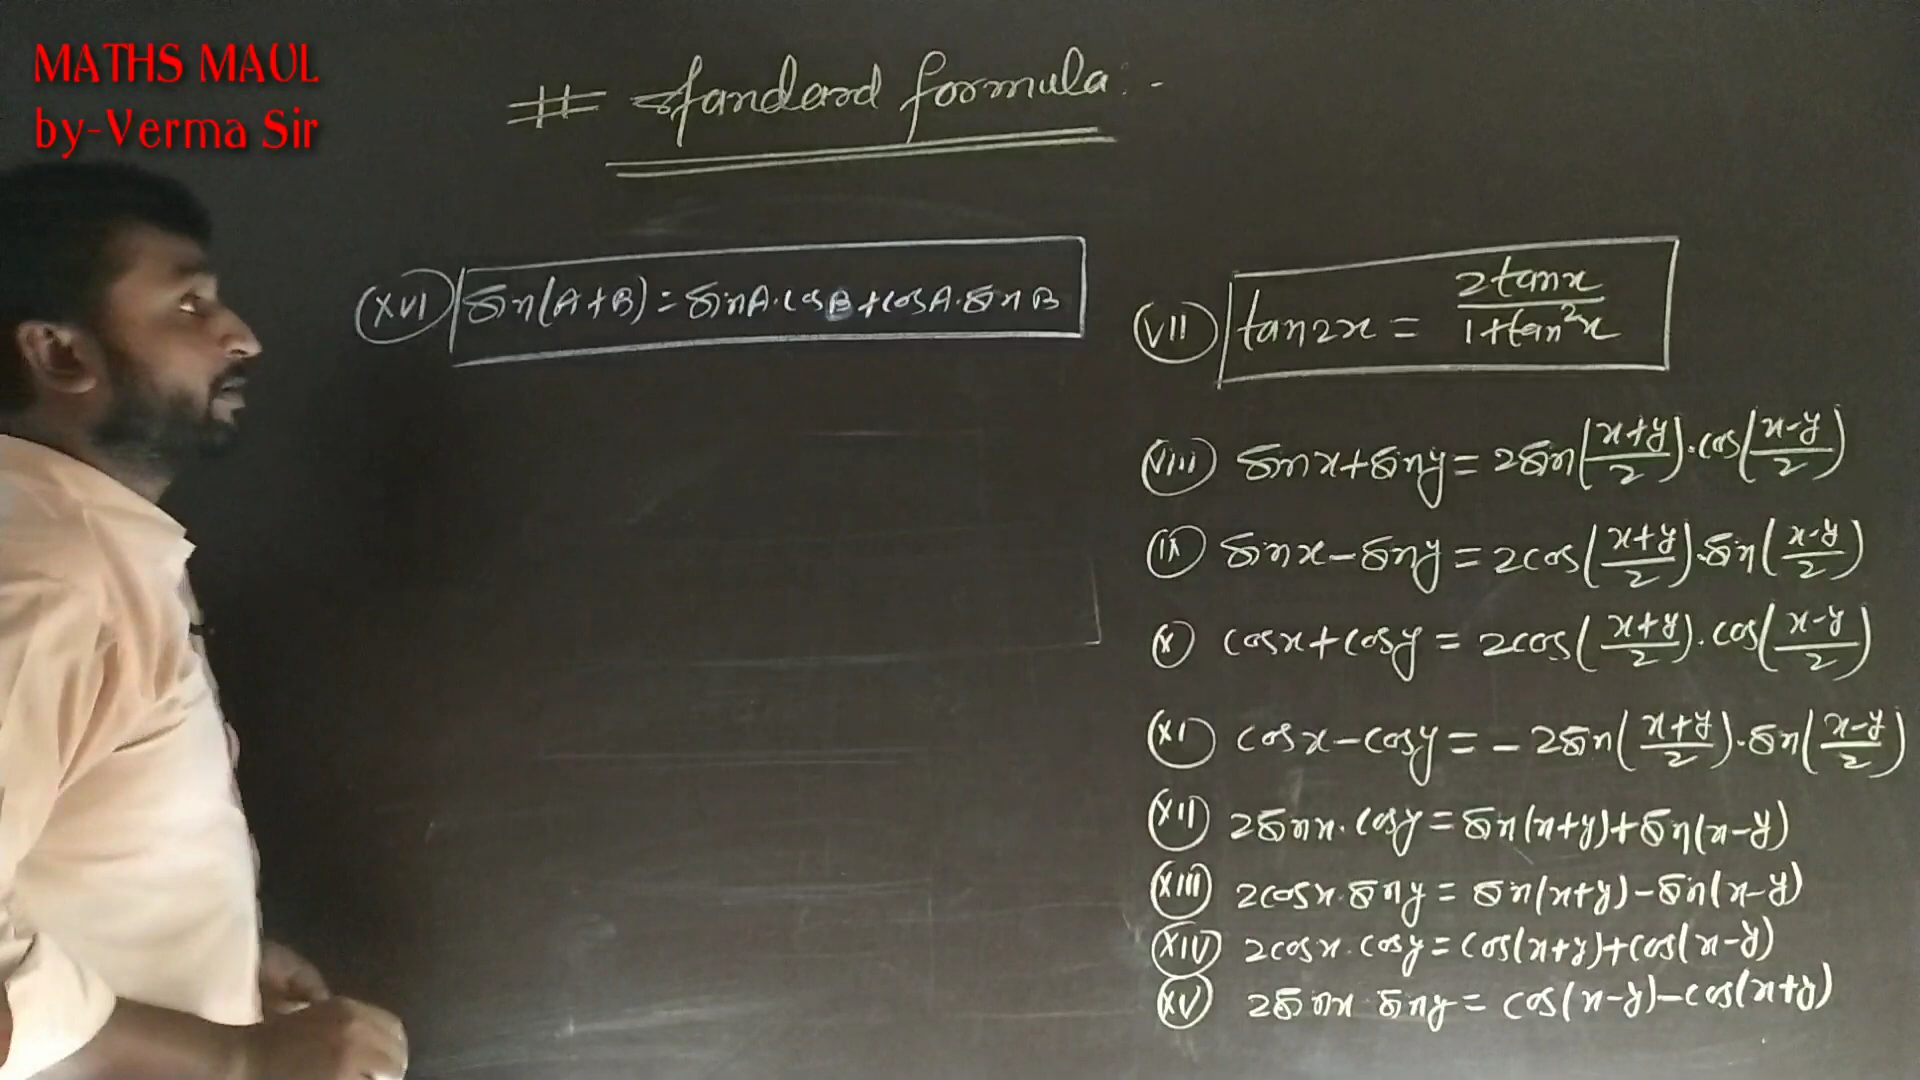 MATHS MAUL
by-Verma Sir
# Standard formula:-
(XVI) sin(A+B) = sinA·cosB+cosA·sinB
(VII) tan2x = 2tanx/1+tan²x
(VIII) sinx+siny = 2sin(x+y/2)·cos(x-y/2)
(IX) sinx-siny = 2cos(x+y/2)·sin(x-y/2)
(X) cosx+cosy = 2cos(x+y/2)·cos(x-y/2)
(XI) cosx-cosy = -2sin(x+y/2)·sin(x-y/2)
(XII) 2sinx·cosy = sin(x+y)+sin(x-y)
(XIII) 2cosx·siny = sin(x+y)-sin(x-y)
(XIV) 2cosx·cosy = cos(x+y)+cos(x-y)
(XV) 2sinx siny = cos(x-y)-cos(x+y)